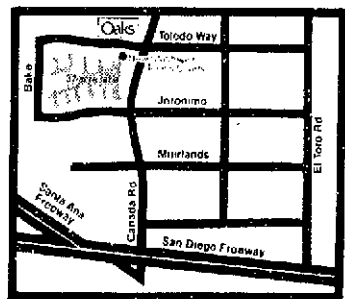 Oaks
Toledo Way
Bake
Jeronimo
El Toro Rd
Muirlands
Santa Ana
Freeway
Canada Rd
San Diego Freeway